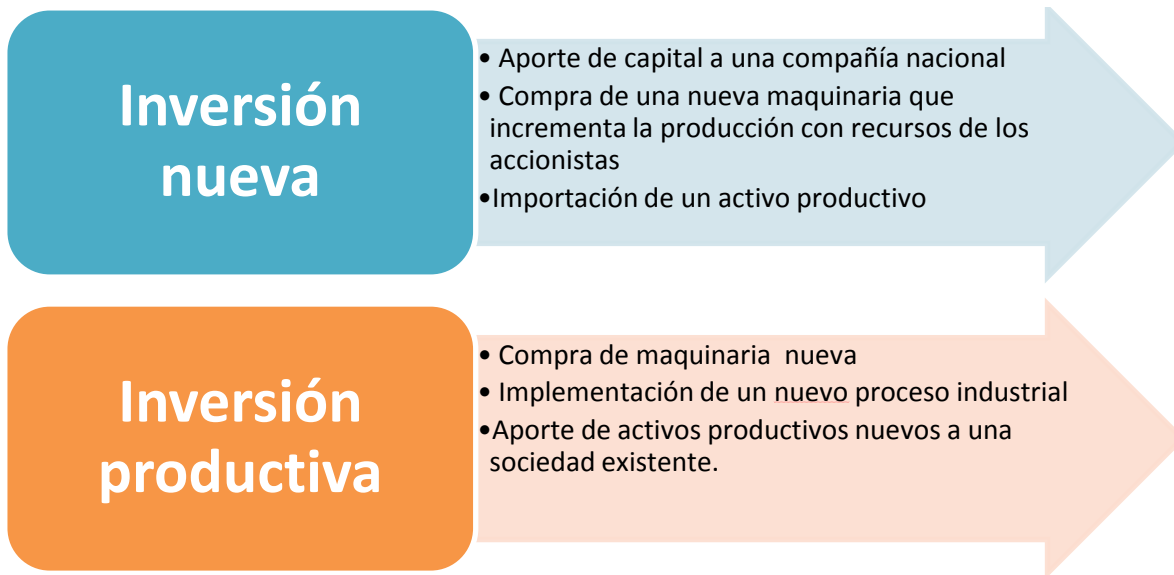 Inversión
nueva
• Aporte de capital a una compañía nacional
• Compra de una nueva maquinaria que
incrementa la producción con recursos de los
accionistas
•Importación de un activo productivo
Inversión
productiva
• Compra de maquinaria nueva
• Implementación de un nuevo proceso industrial
•Aporte de activos productivos nuevos a una
sociedad existente.